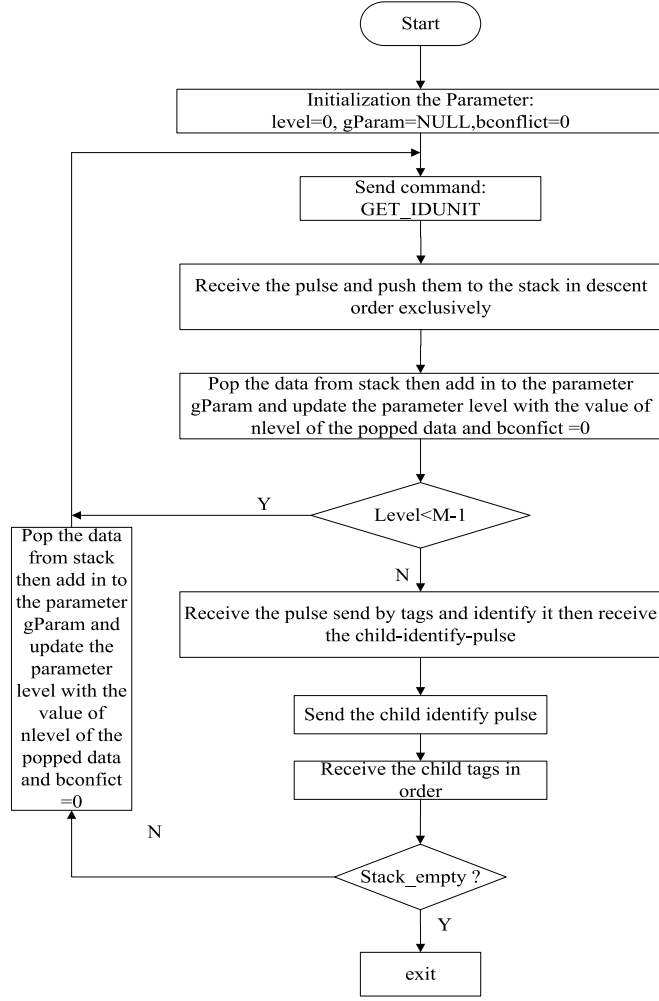 Start
Initialization the Parameter:
level=0, gParam=NULL,bconflict=0
Send command:
GET_IDUNIT
Receive the pulse and push them to the stack in descent
order exclusively
Pop the data from stack then add in to the parameter
gParam and update the parameter level with the value of
nlevel of the popped data and bconfict =0
Y
Level<M-1
N
Pop the data
from stack
then add in to
the parameter
gParam and
update the
parameter
level with the
value of
nlevel of the
popped data
and bconfict
=0
Receive the pulse send by tags and identify it then receive
the child-identify-pulse
Send the child identify pulse
Receive the child tags in
order
N
Stack_empty ?
Y
exit